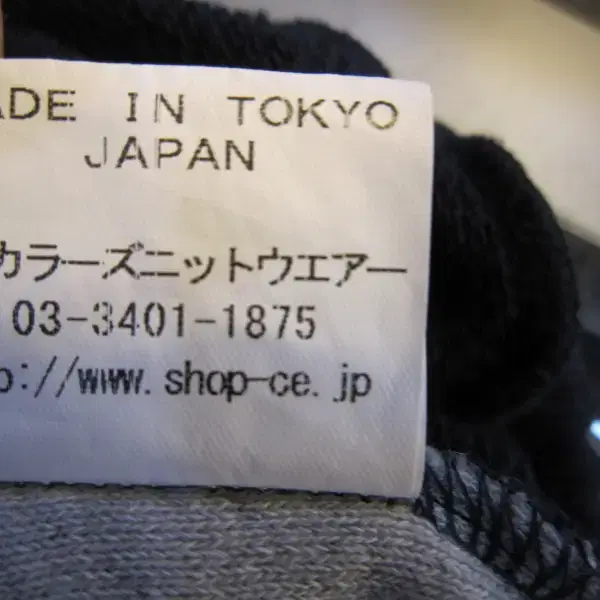 ADE IN TOKYO
JAPAN
カラーズニットウエアー
03-3401-1875
p://www.shop-ce.jp